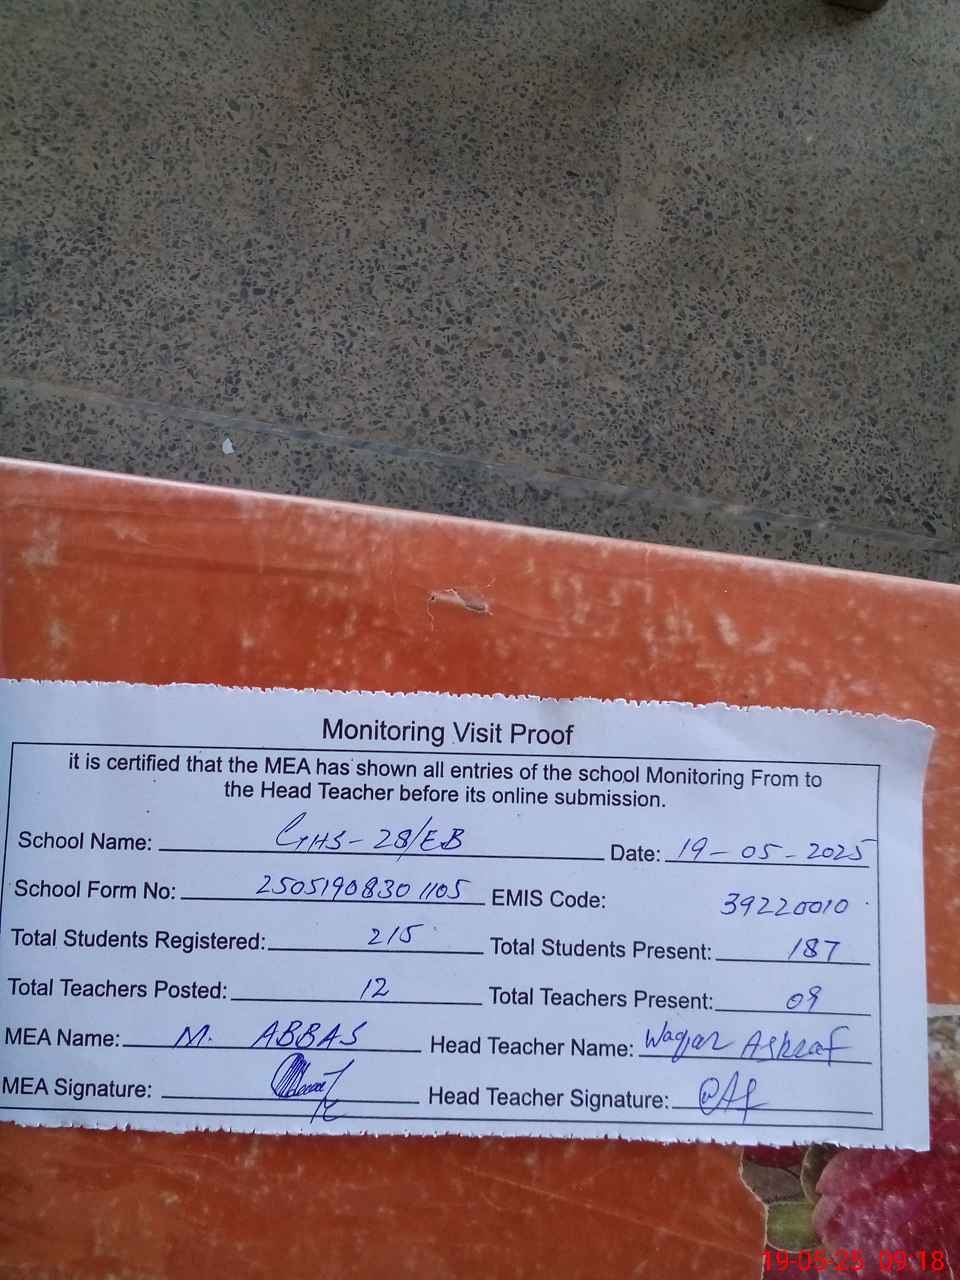 Monitoring Visit Proof
it is certified that the MEA has shown all entries of the school Monitoring From to
the Head Teacher before its online submission.
School Name: GHS-28/EB Date: 19-05-2025
School Form No: 2505190830 1105 EMIS Code: 39220010
Total Students Registered: 215 Total Students Present: 187
Total Teachers Posted: 12 Total Teachers Present: 09
MEA Name: M. ABBAS Head Teacher Name: Waqar Ashraf
MEA Signature: Head Teacher Signature:
19-05-25 09:18